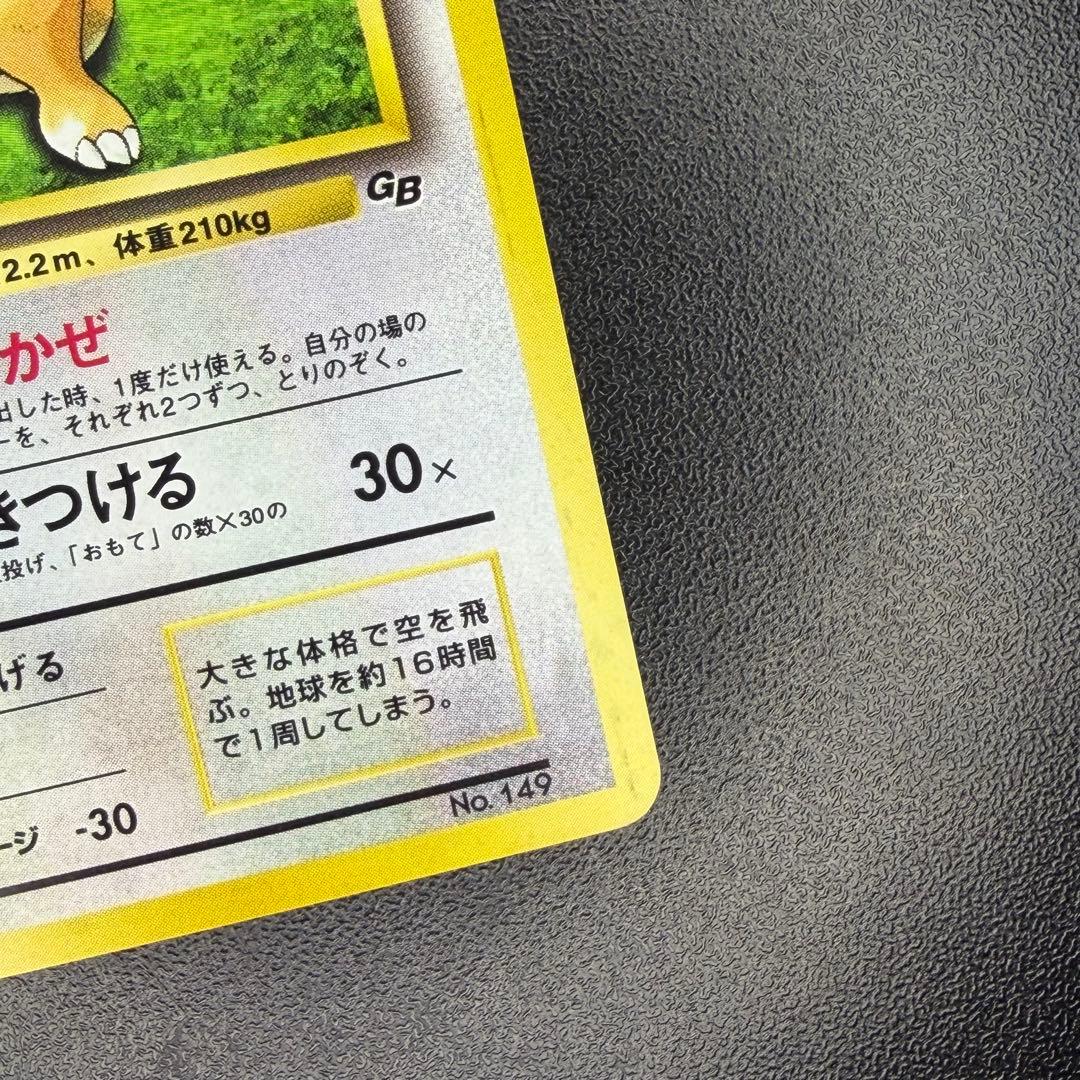 GB
2.2m、体重210kg
かぜ
出した時、1度だけ使える。自分の場の
ーを、それぞれ2つずつ、とりのぞく。
きつける 30×
投げ、「おもて」の数×30の
げる
大きな体格で空を飛
ぶ。地球を約16時間
で1周してしまう。
ージ -30
No. 149